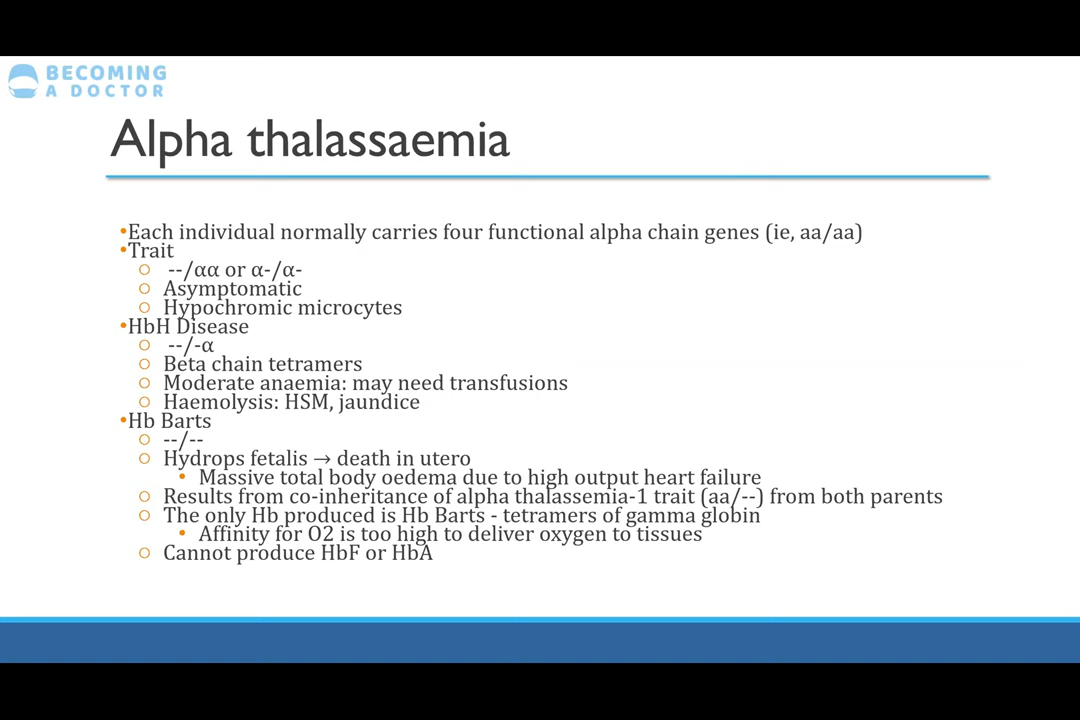 BECOMING
A DOCTOR
Alpha thalassaemia
•Each individual normally carries four functional alpha chain genes (ie, aa/aa)
•Trait
o --/αα or α-/α-
o Asymptomatic
o Hypochromic microcytes
•HbH Disease
o --/-α
o Beta chain tetramers
o Moderate anaemia: may need transfusions
o Haemolysis: HSM, jaundice
•Hb Barts
o --/--
o Hydrops fetalis → death in utero
• Massive total body oedema due to high output heart failure
o Results from co-inheritance of alpha thalassemia-1 trait (aa/--) from both parents
o The only Hb produced is Hb Barts - tetramers of gamma globin
• Affinity for O2 is too high to deliver oxygen to tissues
o Cannot produce HbF or HbA